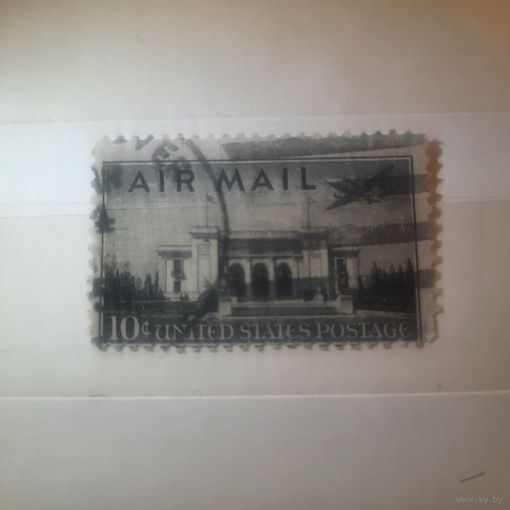 AIR MAIL
10¢ UNITED STATES POSTAGE
www.ay.by